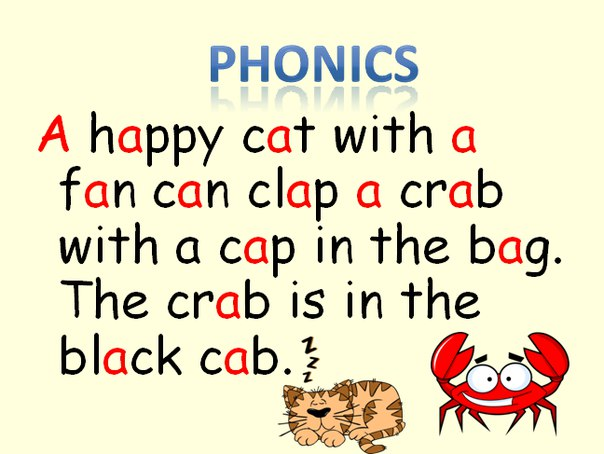 PHONICS
A happy cat with a
fan can clap a crab
with a cap in the bag.
The crab is in the
black cab.
z
z
z